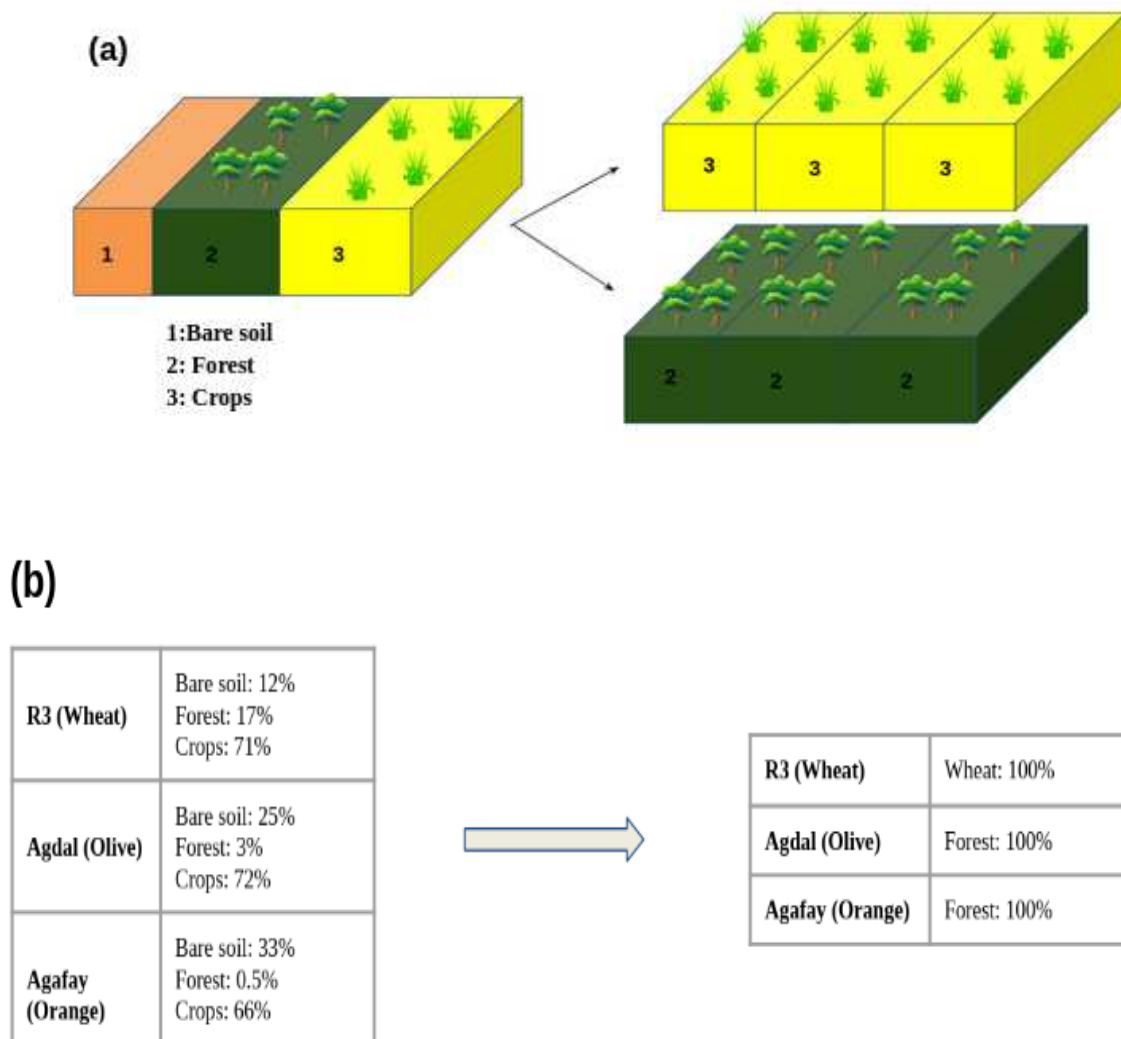 (a)
1
2
3
3
3
3
2
2
2
1:Bare soil
2: Forest
3: Crops
(b)
R3 (Wheat)
Bare soil: 12%
Forest: 17%
Crops: 71%
Agdal (Olive)
Bare soil: 25%
Forest: 3%
Crops: 72%
Agafay
(Orange)
Bare soil: 33%
Forest: 0.5%
Crops: 66%
R3 (Wheat)
Wheat: 100%
Agdal (Olive)
Forest: 100%
Agafay (Orange)
Forest: 100%